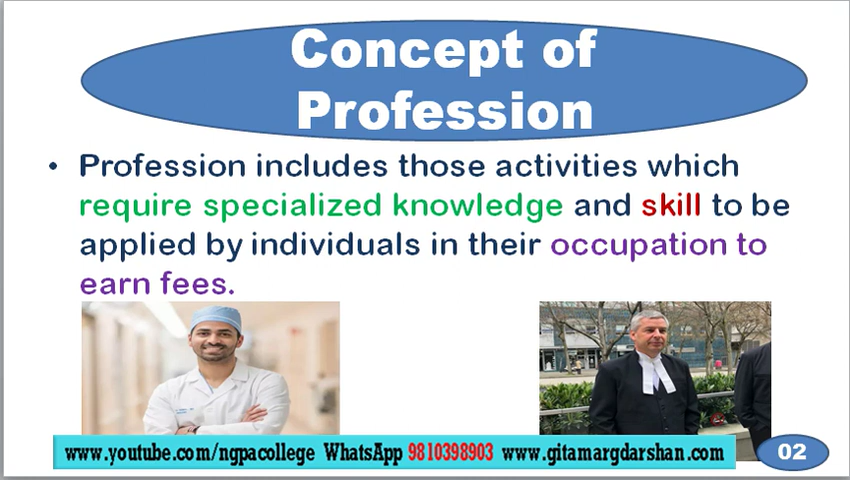 Concept of
Profession
• Profession includes those activities which
require specialized knowledge and skill to be
applied by individuals in their occupation to
earn fees.
www.youtube.com/ngpacollege WhatsApp 9810398903 www.gitamargdarshan.com
02